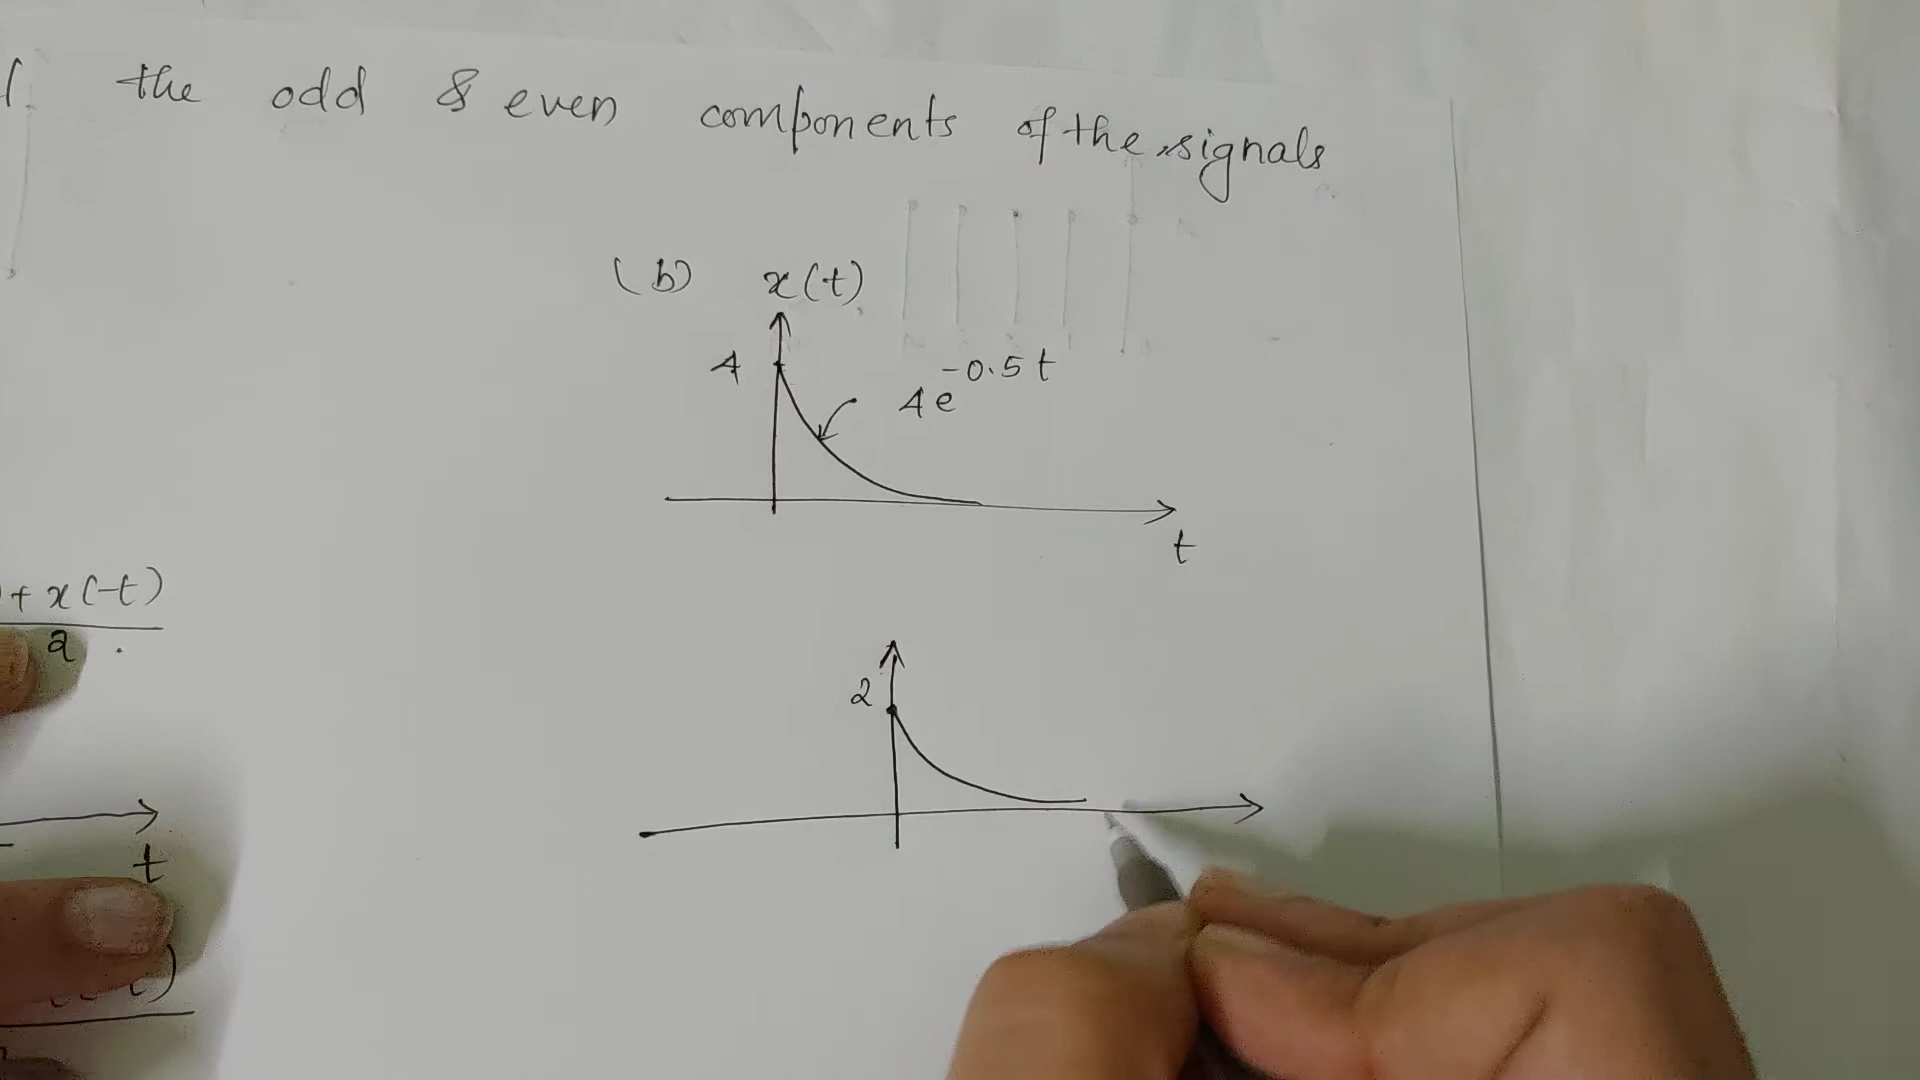 the odd & even components of the signals
(b) x(t)
4
4e^-0.5t
t
+ x(-t)
2
2
t